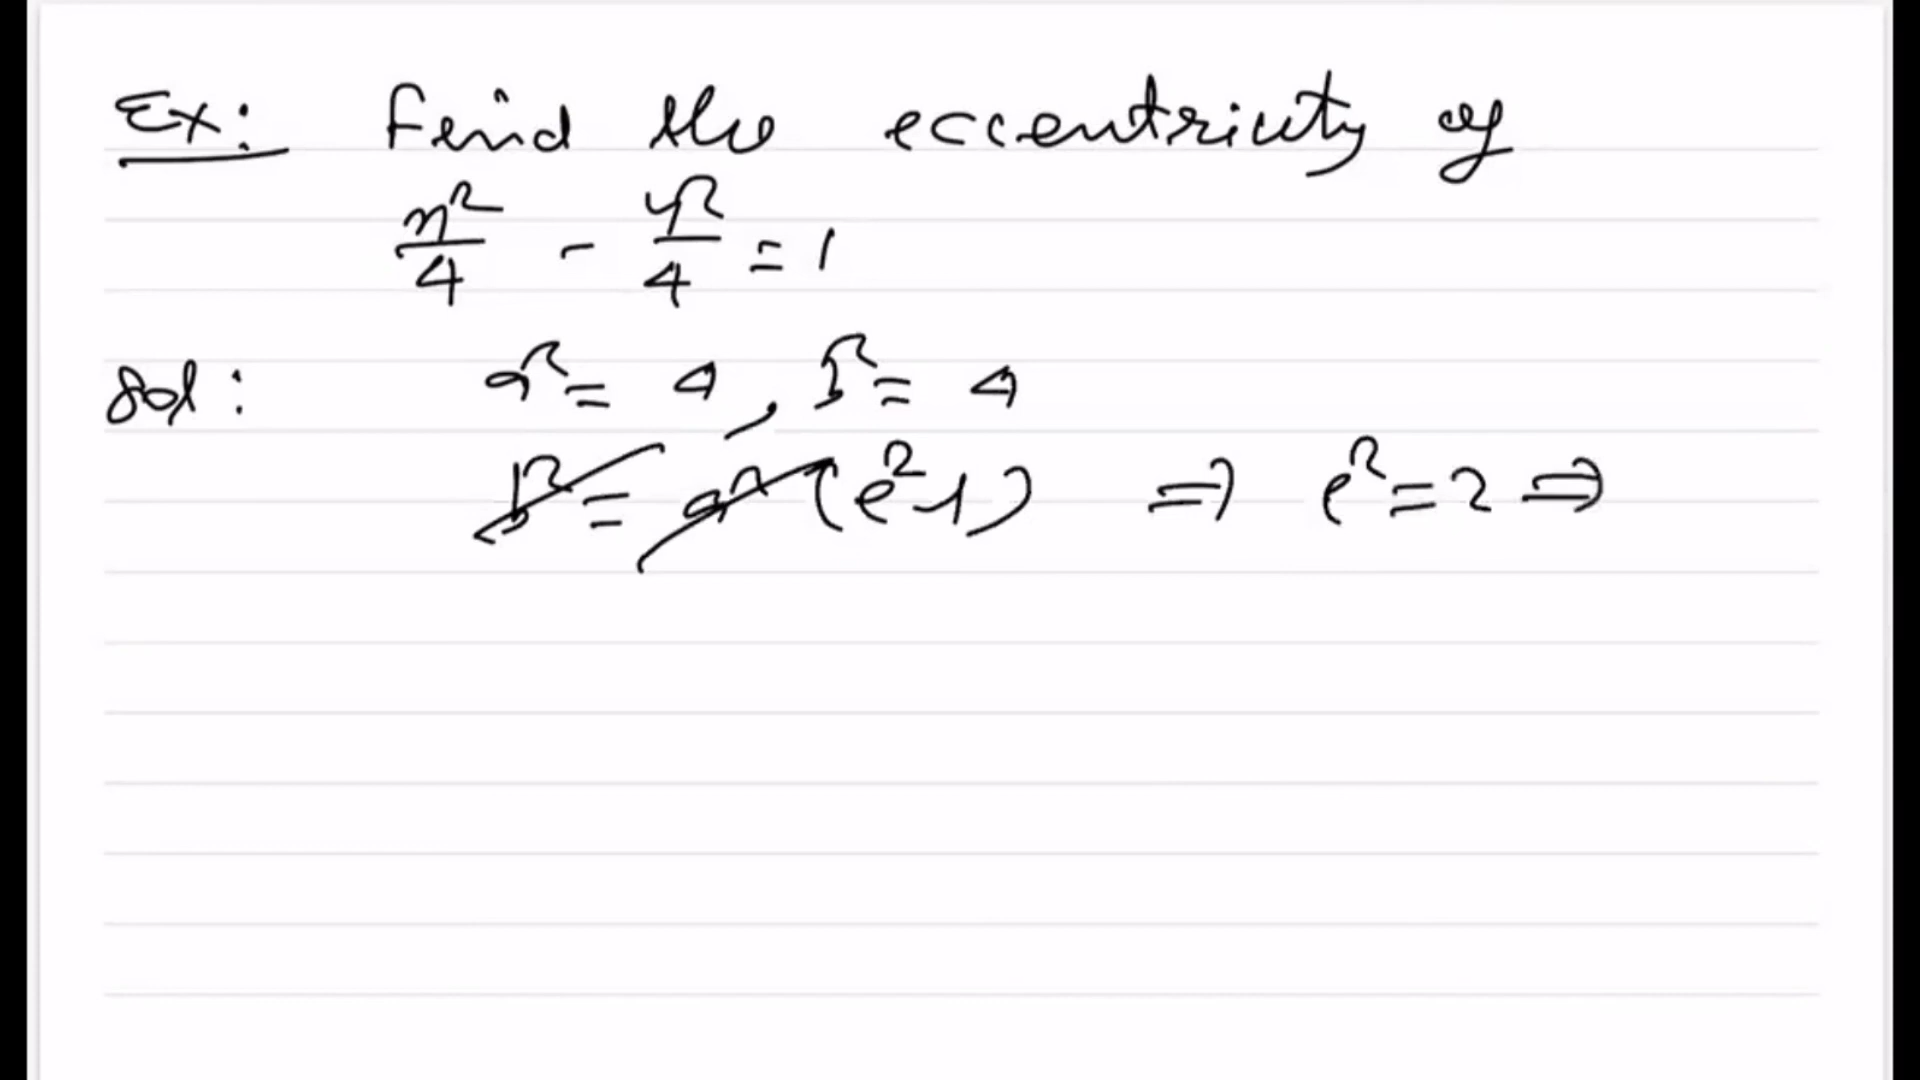 Ex: Find the eccentricity of
x²/4 - y²/4 = 1
Sol: a² = 4, b² = 4
b² = a²(e²-1) ⇒ e² = 2 ⇒